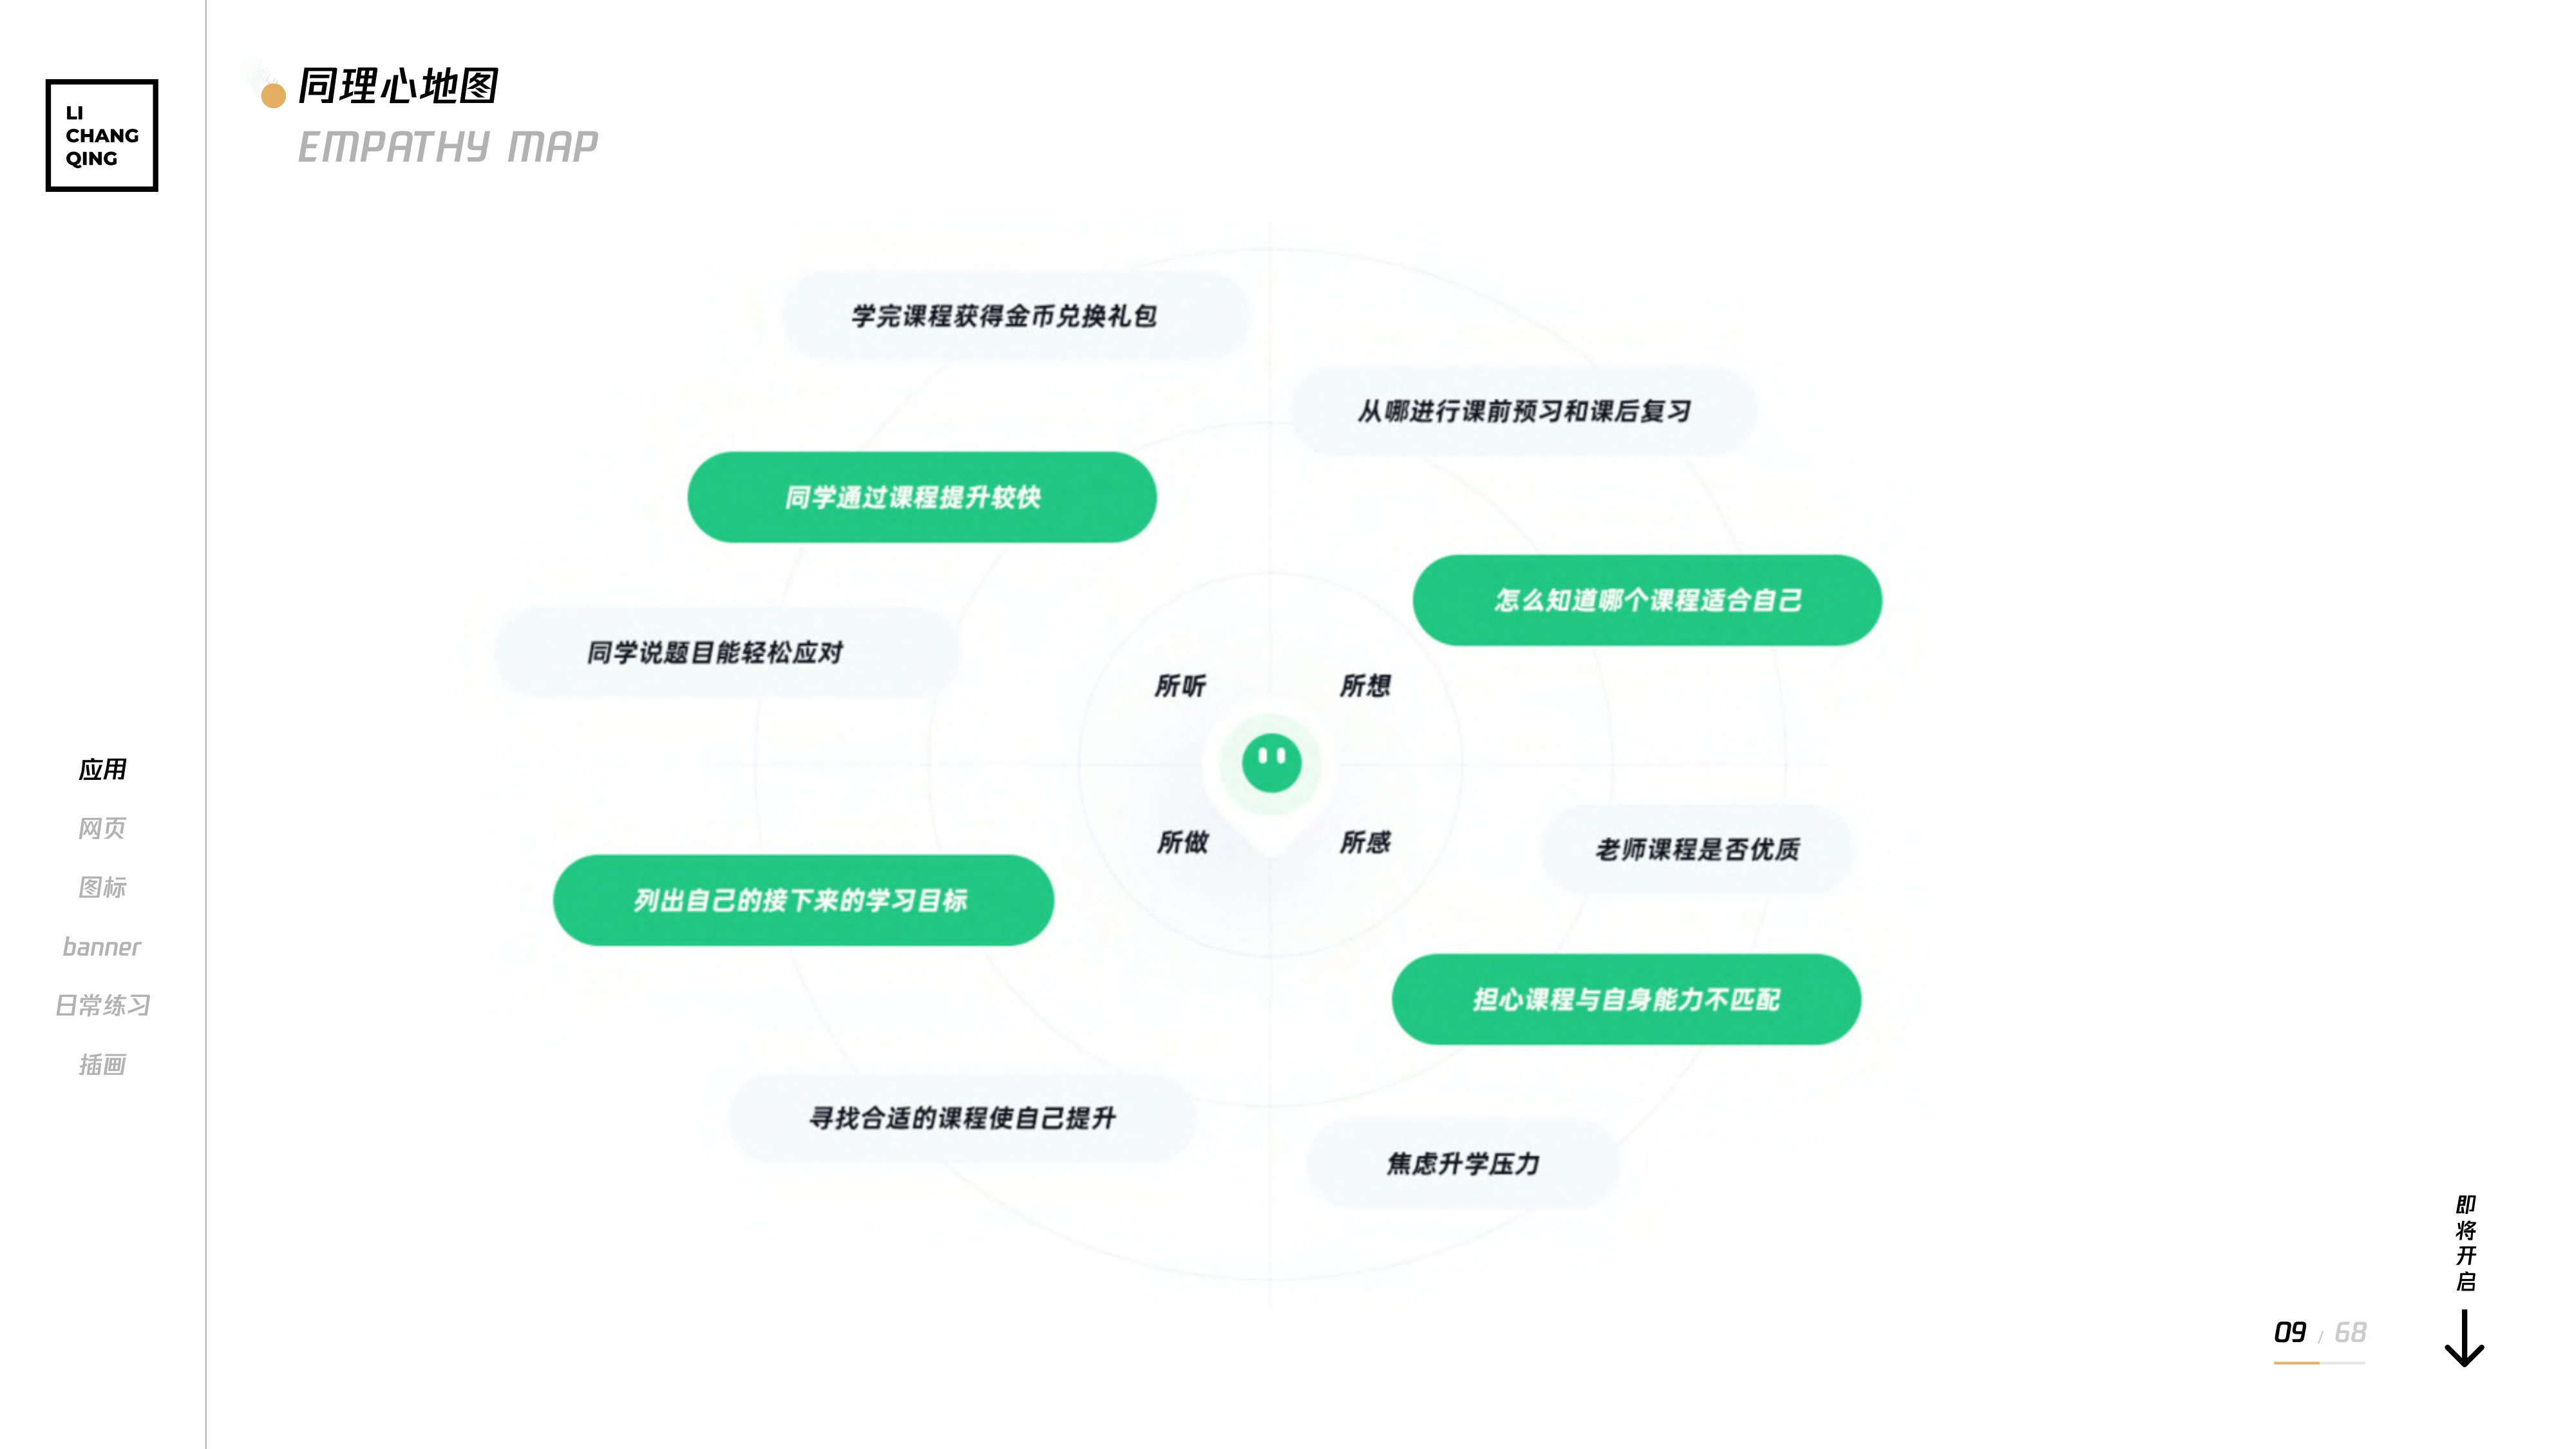 LI
CHANG
QING
同理心地图
EMPATHY MAP
学完课程获得金币兑换礼包
从哪进行课前预习和课后复习
同学通过课程提升较快
怎么知道哪个课程适合自己
同学说题目能轻松应对
所听
所想
所做
所感
老师课程是否优质
列出自己的接下来的学习目标
担心课程与自身能力不匹配
寻找合适的课程使自己提升
焦虑升学压力
应用
网页
图标
banner
日常练习
插画
即将开启
09 / 68